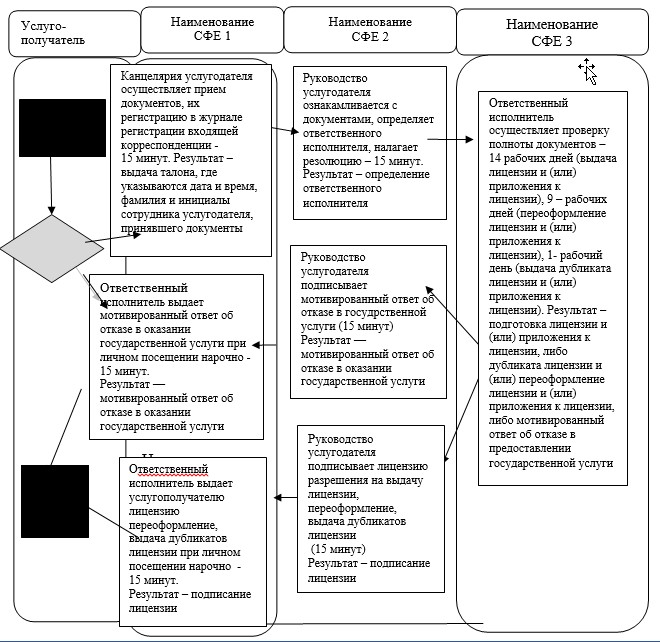 Услуго-
получатель
Наименование
СФЕ 1
Наименование
СФЕ 2
Наименование
СФЕ 3
Канцелярия услугодателя
осуществляет прием
документов, их
регистрацию в журнале
регистрации входящей
корреспонденции -
15 минут. Результат –
выдача талона, где
указываются дата и время,
фамилия и инициалы
сотрудника услугодателя,
принявшего документы
Руководство
услугодателя
ознакамливается с
документами, определяет
ответственного
исполнителя, налагает
резолюцию – 15 минут.
Результат – определение
ответственного
исполнителя
Ответственный
исполнитель
осуществляет проверку
полноты документов –
14 рабочих дней (выдача
лицензии и (или)
приложения к
лицензии), 9 – рабочих
дней (переоформление
лицензии и (или)
приложения к
лицензии), 1- рабочий
день (выдача дубликата
лицензии и (или)
приложения к
лицензии). Результат –
подготовка лицензии и
(или) приложения к
лицензии, либо
дубликата лицензии и
(или) переоформление
лицензии и (или)
приложения к лицензии,
либо мотивированный
ответ об отказе в
предоставлении
государственной услуги
Ответственный
исполнитель выдает
мотивированный ответ об
отказе в оказании
государственной услуги при
личном посещении нарочно -
15 минут.
Результат —
мотивированный ответ об
отказе в оказании
государственной услуги
Руководство
услугодателя
подписывает
мотивированный ответ об
отказе в госудрственной
услуги (15 минут)
Результат —
мотивированный ответ об
отказе в оказании
государственной услуги
Ответственный
исполнитель выдает
услугополучателю
лицензию
переоформление,
выдача дубликатов
лицензии при личном
посещении нарочно -
15 минут.
Результат – подписание
лицензии
Руководство
услугодателя
подписывает лицензию
разрешения на выдачу
лицензии,
переоформление,
выдача дубликатов
лицензии
(15 минут)
Результат – подписание
лицензии